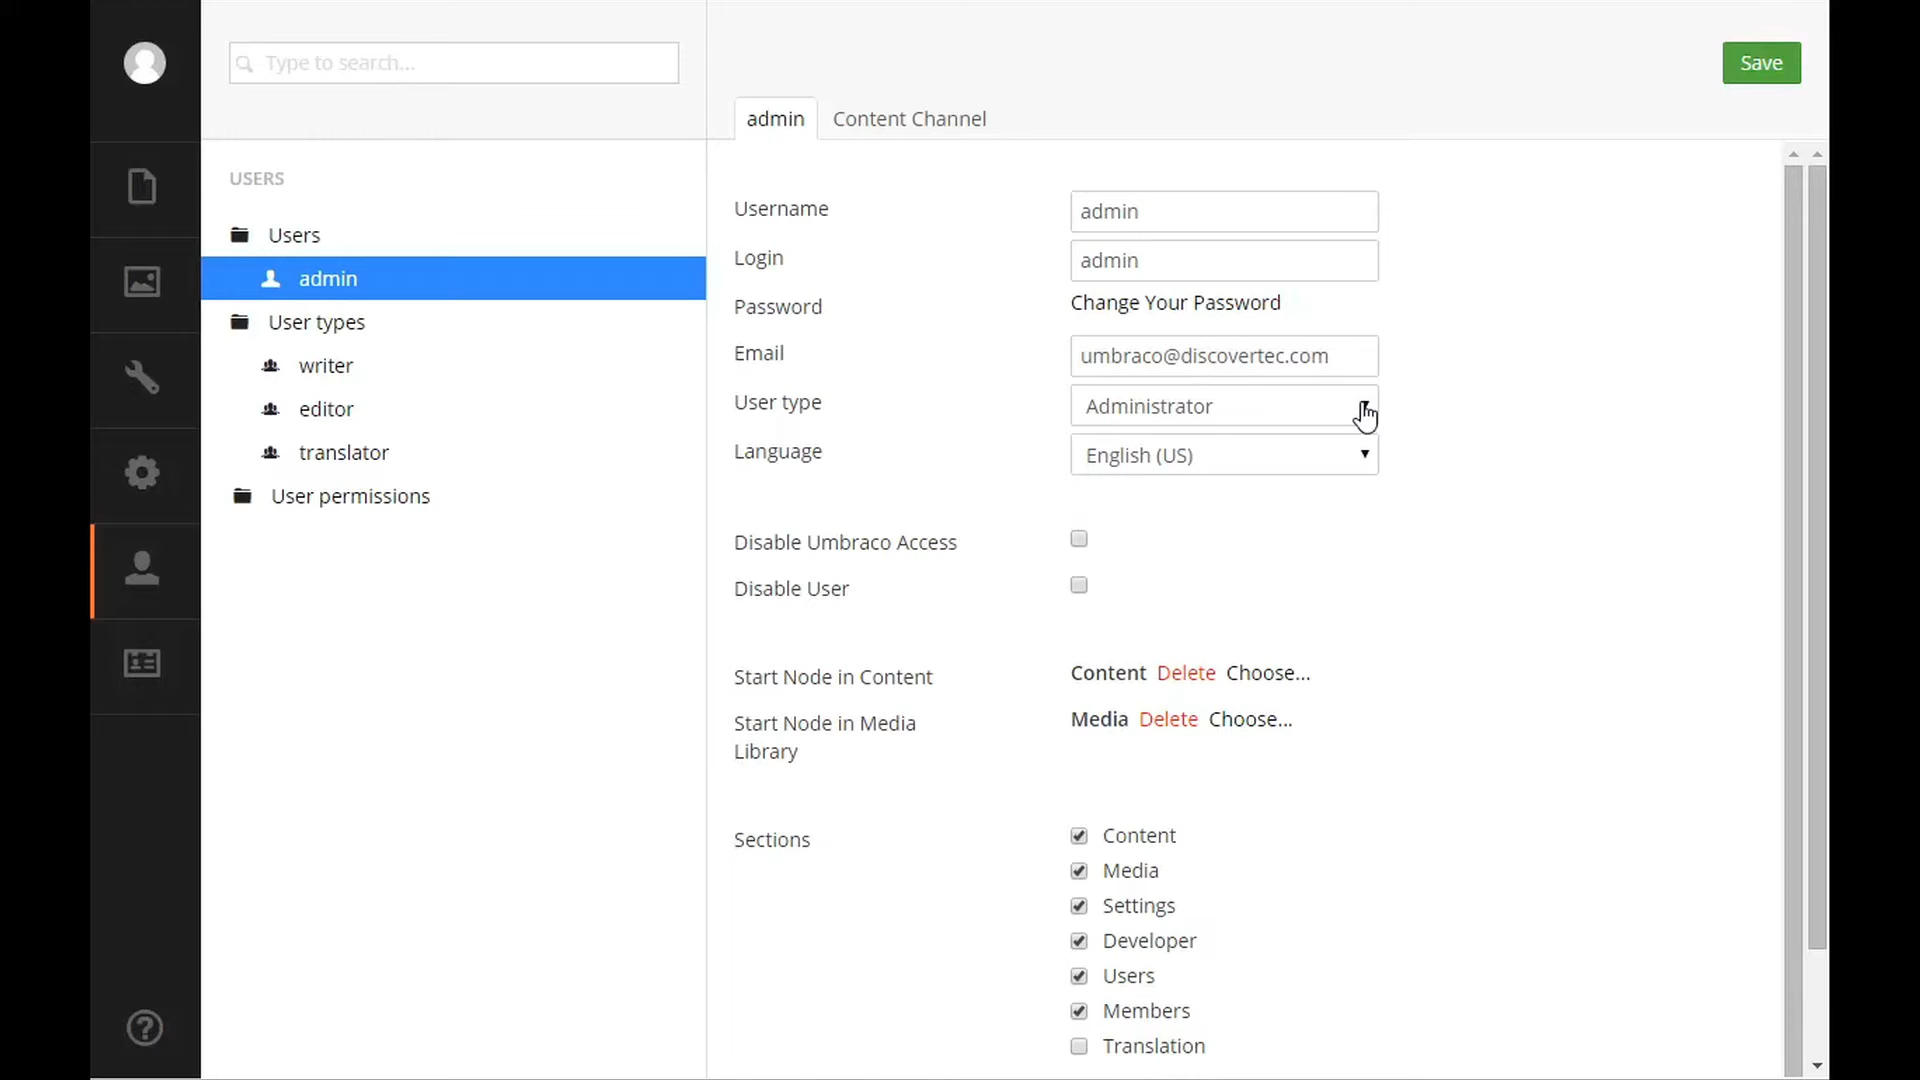 Type to search...
Save
admin
Content Channel
USERS
Users
admin
User types
writer
editor
translator
User permissions
Username
admin
Login
admin
Password
Change Your Password
Email
umbraco@discovertec.com
User type
Administrator
Language
English (US)
Disable Umbraco Access
Disable User
Start Node in Content
Content Delete Choose...
Start Node in Media
Library
Media Delete Choose...
Sections
Content
Media
Settings
Developer
Users
Members
Translation